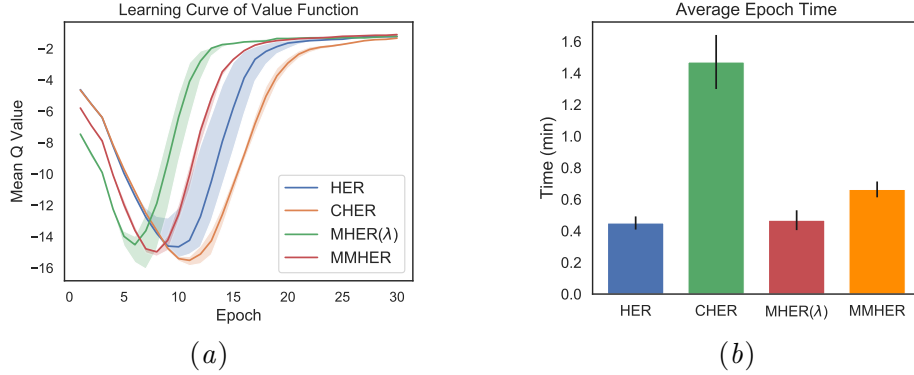 Learning Curve of Value Function
Mean Q Value
−2
−4
−6
−8
−10
−12
−14
−16
HER
CHER
MHER(λ)
MMHER
0 5 10 15 20 25 30
Epoch
(a)
Average Epoch Time
Time (min)
1.6
1.4
1.2
1.0
0.8
0.6
0.4
0.2
0.0
HER CHER MHER(λ) MMHER
(b)